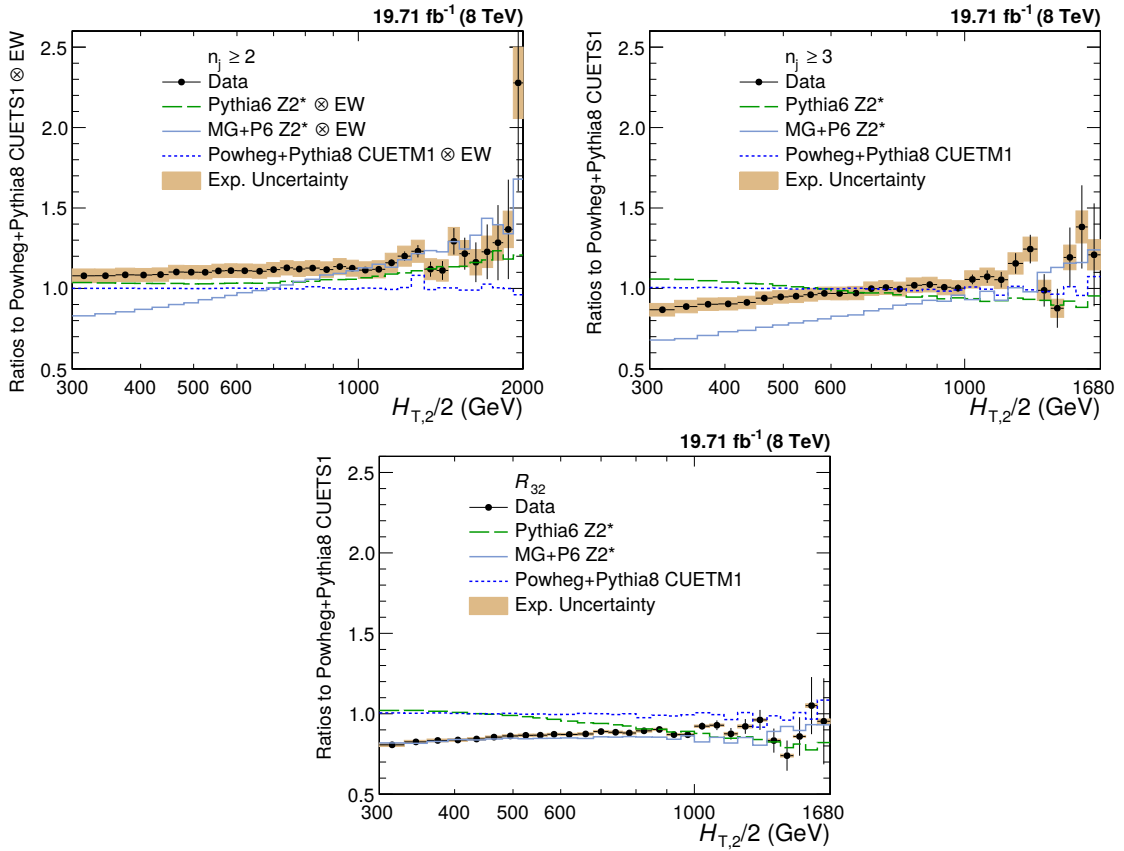 19.71 fb⁻¹ (8 TeV)
Ratios to Powheg+Pythia8 CUETS1 ⊗ EW
2.5
2.0
1.5
1.0
0.5
n_j ≥ 2
Data
Pythia6 Z2* ⊗ EW
MG+P6 Z2* ⊗ EW
Powheg+Pythia8 CUETM1 ⊗ EW
Exp. Uncertainty
300 400 500 600 1000 2000
H_T,2/2 (GeV)
19.71 fb⁻¹ (8 TeV)
Ratios to Powheg+Pythia8 CUETS1
2.5
2.0
1.5
1.0
0.5
n_j ≥ 3
Data
Pythia6 Z2*
MG+P6 Z2*
Powheg+Pythia8 CUETM1
Exp. Uncertainty
300 400 500 600 1000 1680
H_T,2/2 (GeV)
19.71 fb⁻¹ (8 TeV)
Ratios to Powheg+Pythia8 CUETS1
2.5
2.0
1.5
1.0
0.5
R_32
Data
Pythia6 Z2*
MG+P6 Z2*
Powheg+Pythia8 CUETM1
Exp. Uncertainty
300 400 500 600 1000 1680
H_T,2/2 (GeV)